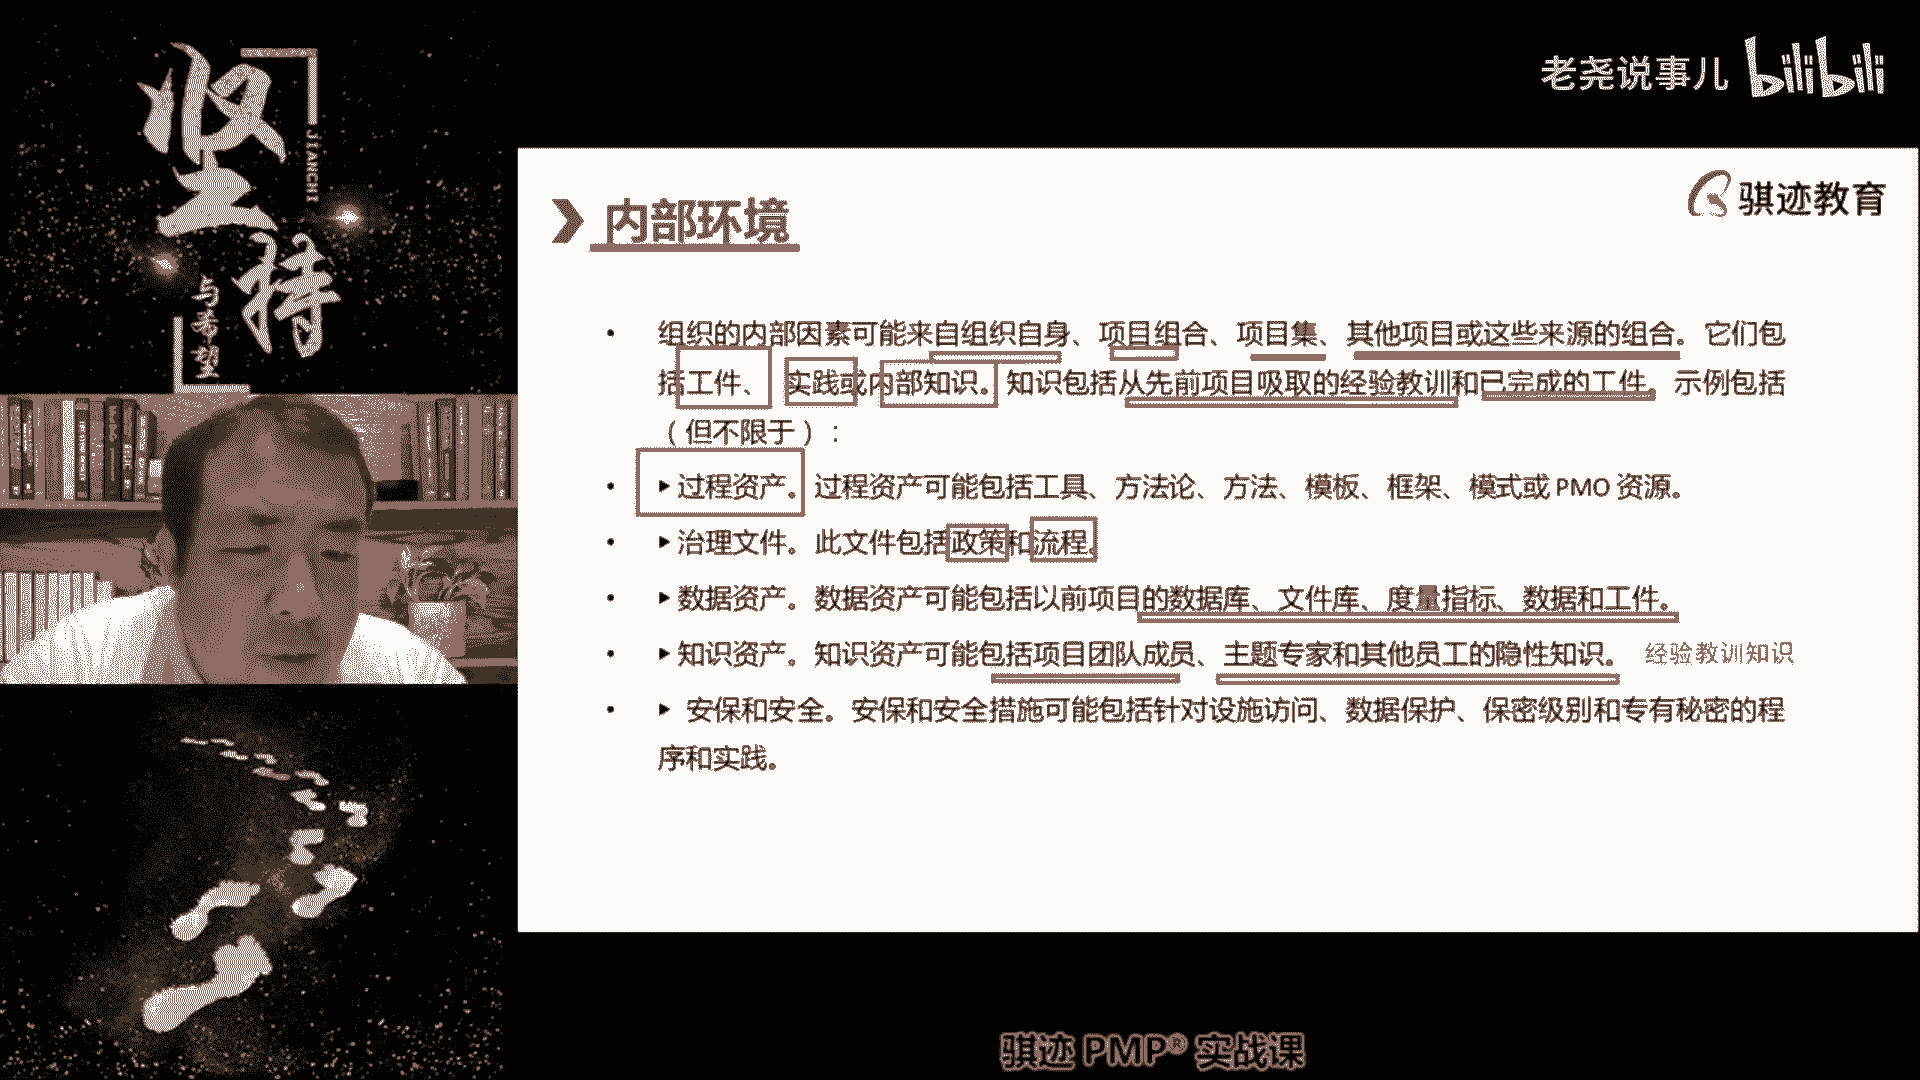 坚持
JIANCHI
与希望
老尧说事儿 bilibili
骐迹教育
内部环境
• 组织的内部因素可能来自组织自身、项目组合、项目集、其他项目或这些来源的组合。它们包
括工件、实践或内部知识。知识包括从先前项目吸取的经验教训和已完成的工件。示例包括
（但不限于）：
• ▶过程资产。过程资产可能包括工具、方法论、方法、模板、框架、模式或 PMO 资源。
• ▶治理文件。此文件包括政策和流程。
• ▶数据资产。数据资产可能包括以前项目的数据库、文件库、度量指标、数据和工件。
• ▶知识资产。知识资产可能包括项目团队成员、主题专家和其他员工的隐性知识。 经验教训知识
• ▶ 安保和安全。安保和安全措施可能包括针对设施访问、数据保护、保密级别和专有秘密的程
序和实践。
骐迹 PMP® 实战课